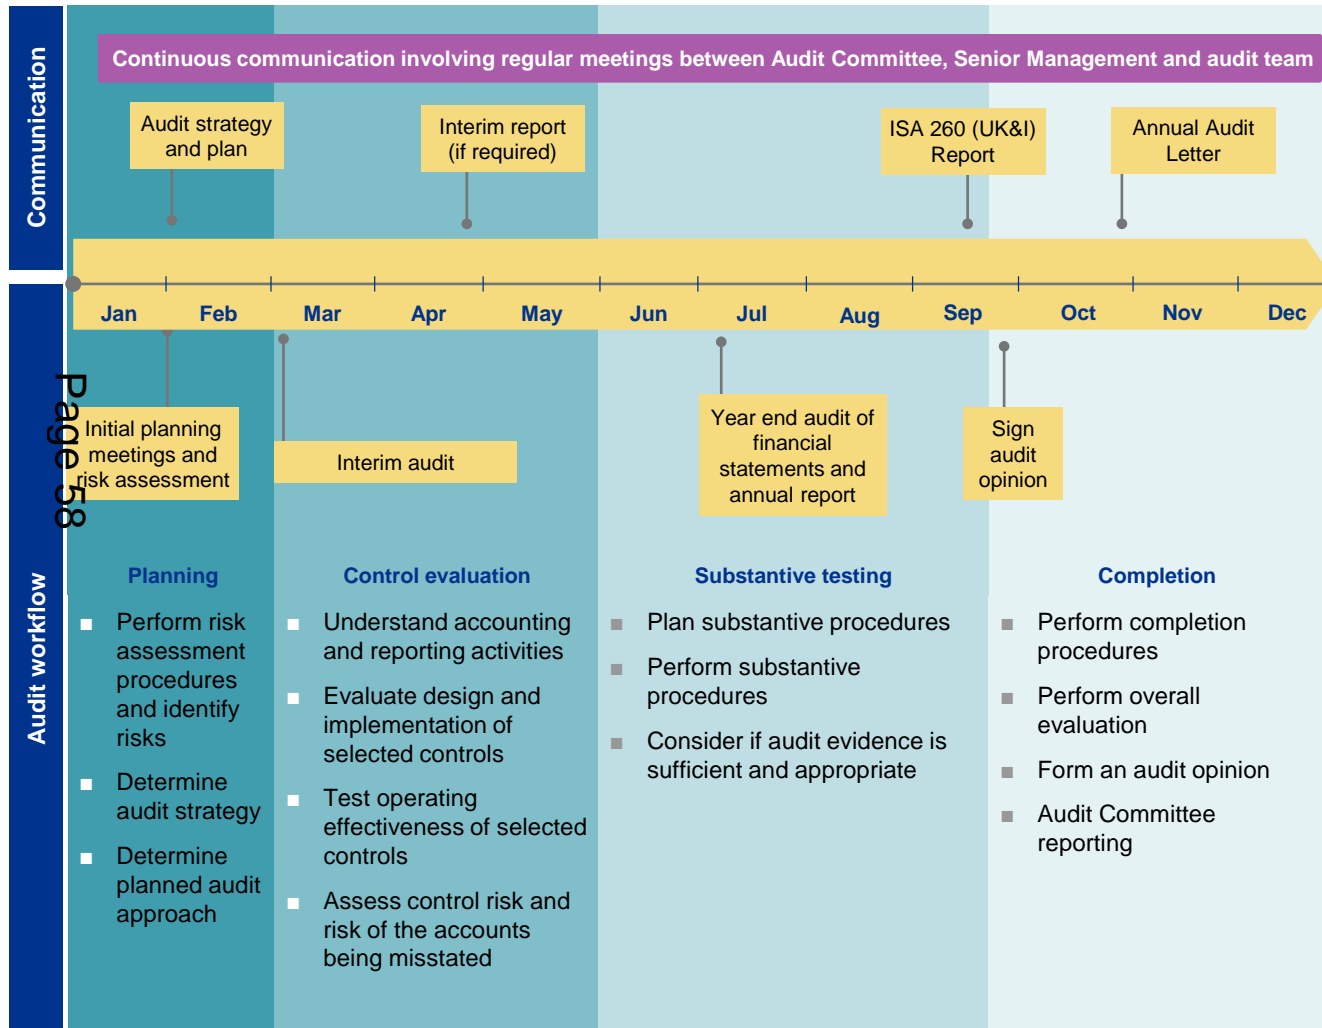 Communication
Continuous communication involving regular meetings between Audit Committee, Senior Management and audit team
Audit strategy
and plan
Interim report
(if required)
ISA 260 (UK&I)
Report
Annual Audit
Letter
Jan
Feb
Mar
Apr
May
Jun
Jul
Aug
Sep
Oct
Nov
Dec
Audit workflow
Page 58
Initial planning
meetings and
risk assessment
Interim audit
Year end audit of
financial
statements and
annual report
Sign
audit
opinion
Planning
■ Perform risk
assessment
procedures
and identify
risks
■ Determine
audit strategy
■ Determine
planned audit
approach
Control evaluation
■ Understand accounting
and reporting activities
■ Evaluate design and
implementation of
selected controls
■ Test operating
effectiveness of selected
controls
■ Assess control risk and
risk of the accounts
being misstated
Substantive testing
■ Plan substantive procedures
■ Perform substantive
procedures
■ Consider if audit evidence is
sufficient and appropriate
Completion
■ Perform completion
procedures
■ Perform overall
evaluation
■ Form an audit opinion
■ Audit Committee
reporting